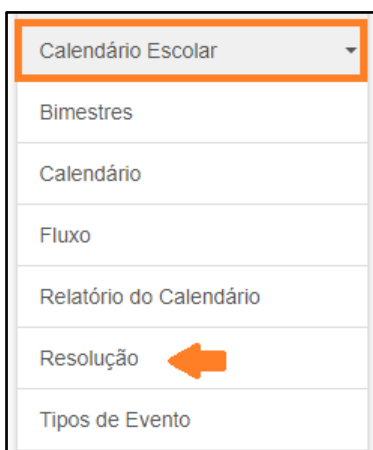 Calendário Escolar
Bimestres
Calendário
Fluxo
Relatório do Calendário
Resolução
Tipos de Evento